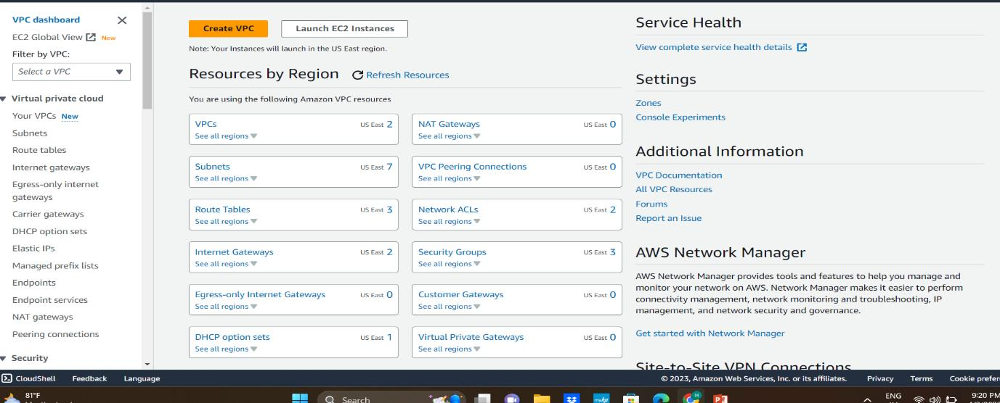 VPC dashboard
EC2 Global View New
Filter by VPC:
Select a VPC
Virtual private cloud
Your VPCs New
Subnets
Route tables
Internet gateways
Egress-only internet
gateways
Carrier gateways
DHCP option sets
Elastic IPs
Managed prefix lists
Endpoints
Endpoint services
NAT gateways
Peering connections
Security
Create VPC
Launch EC2 Instances
Note: Your Instances will launch in the US East region.
Resources by Region Refresh Resources
You are using the following Amazon VPC resources
VPCs US East 2
See all regions
NAT Gateways US East 0
See all regions
Subnets US East 7
See all regions
VPC Peering Connections US East 0
See all regions
Route Tables US East 3
See all regions
Network ACLs US East 2
See all regions
Internet Gateways US East 2
See all regions
Security Groups US East 3
See all regions
Egress-only Internet Gateways US East 0
See all regions
Customer Gateways US East 0
See all regions
DHCP option sets US East 1
See all regions
Virtual Private Gateways US East 0
See all regions
Service Health
View complete service health details
Settings
Zones
Console Experiments
Additional Information
VPC Documentation
All VPC Resources
Forums
Report an Issue
AWS Network Manager
AWS Network Manager provides tools and features to help you manage and
monitor your network on AWS. Network Manager makes it easier to perform
connectivity management, network monitoring and troubleshooting, IP
management, and network security and governance.
Get started with Network Manager
Site-to-Site VPN Connections
CloudShell Feedback Language
© 2023, Amazon Web Services, Inc. or its affiliates. Privacy Terms Cookie prefer
81°F
Search
ENG
9:20 PM